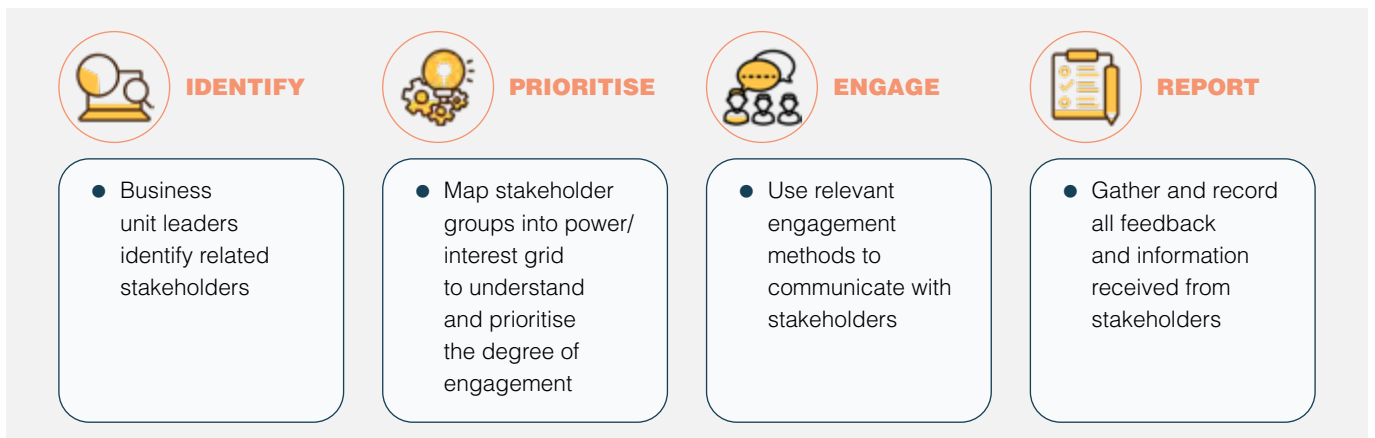 IDENTIFY
Business
unit leaders
identify related
stakeholders
PRIORITISE
Map stakeholder
groups into power/
interest grid
to understand
and prioritise
the degree of
engagement
ENGAGE
Use relevant
engagement
methods to
communicate with
stakeholders
REPORT
Gather and record
all feedback
and information
received from
stakeholders